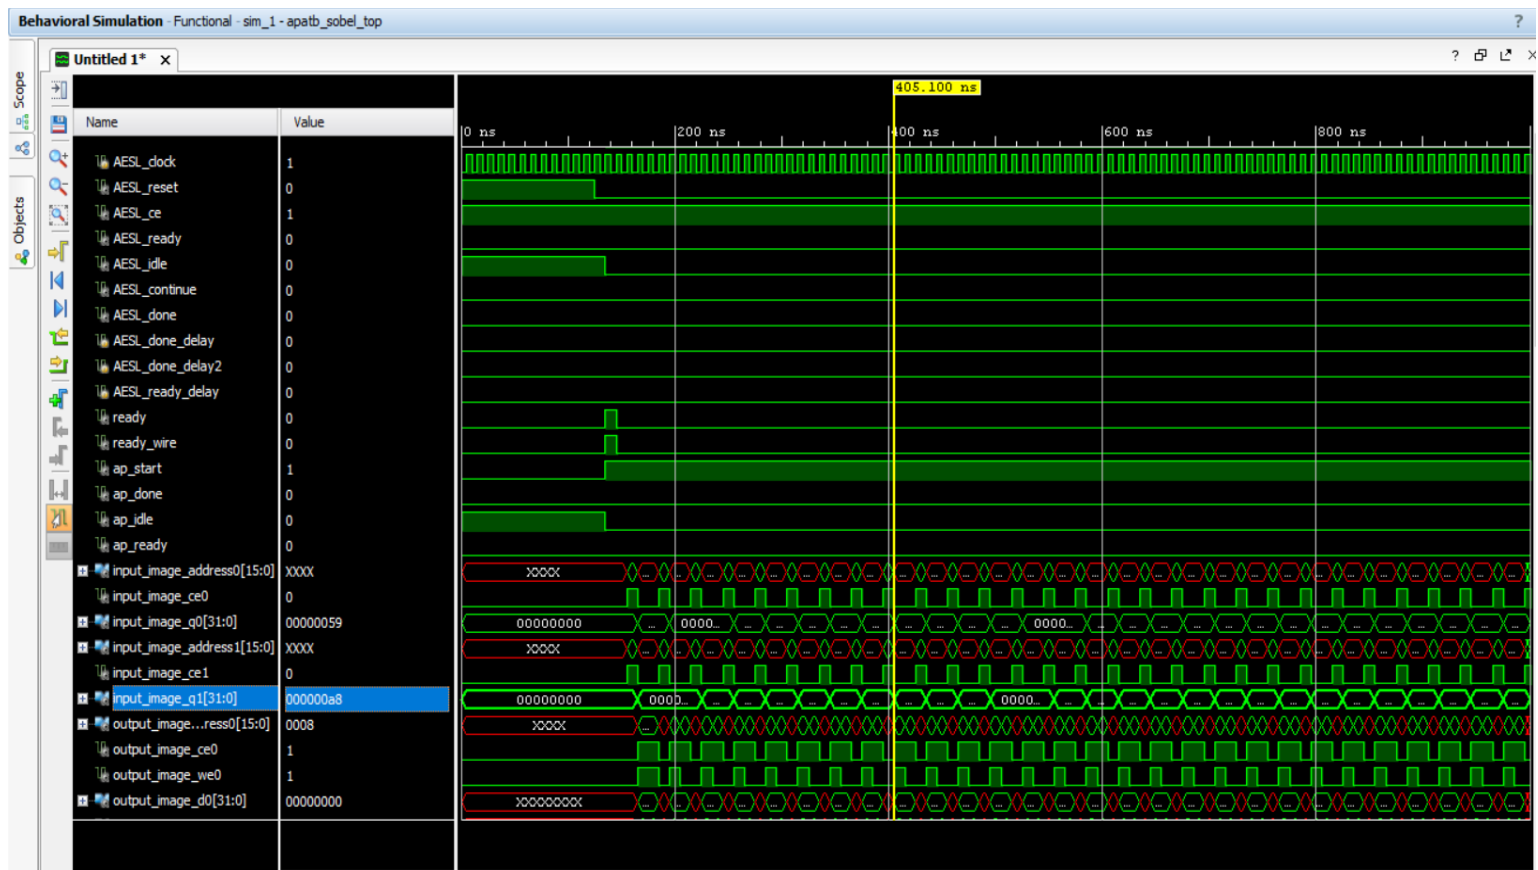 Behavioral Simulation - Functional - sim_1 - apatb_sobel_top ?
Untitled 1* x ?
Scope
Objects
405.100 ns
Name Value
0 ns 200 ns 400 ns 600 ns 800 ns
AESL_clock 1
AESL_reset 0
AESL_ce 1
AESL_ready 0
AESL_idle 0
AESL_continue 0
AESL_done 0
AESL_done_delay 0
AESL_done_delay2 0
AESL_ready_delay 0
ready 0
ready_wire 0
ap_start 1
ap_done 0
ap_idle 0
ap_ready 0
input_image_address0[15:0] XXXX XXXX
input_image_ce0 0
input_image_q0[31:0] 00000059 00000000 ... 0000... 0000...
input_image_address1[15:0] XXXX XXXX
input_image_ce1 0
input_image_q1[31:0] 000000a8 00000000 0000... 0000...
output_image...ress0[15:0] 0008 XXXX ...
output_image_ce0 1
output_image_we0 1
output_image_d0[31:0] 00000000 XXXXXXXX